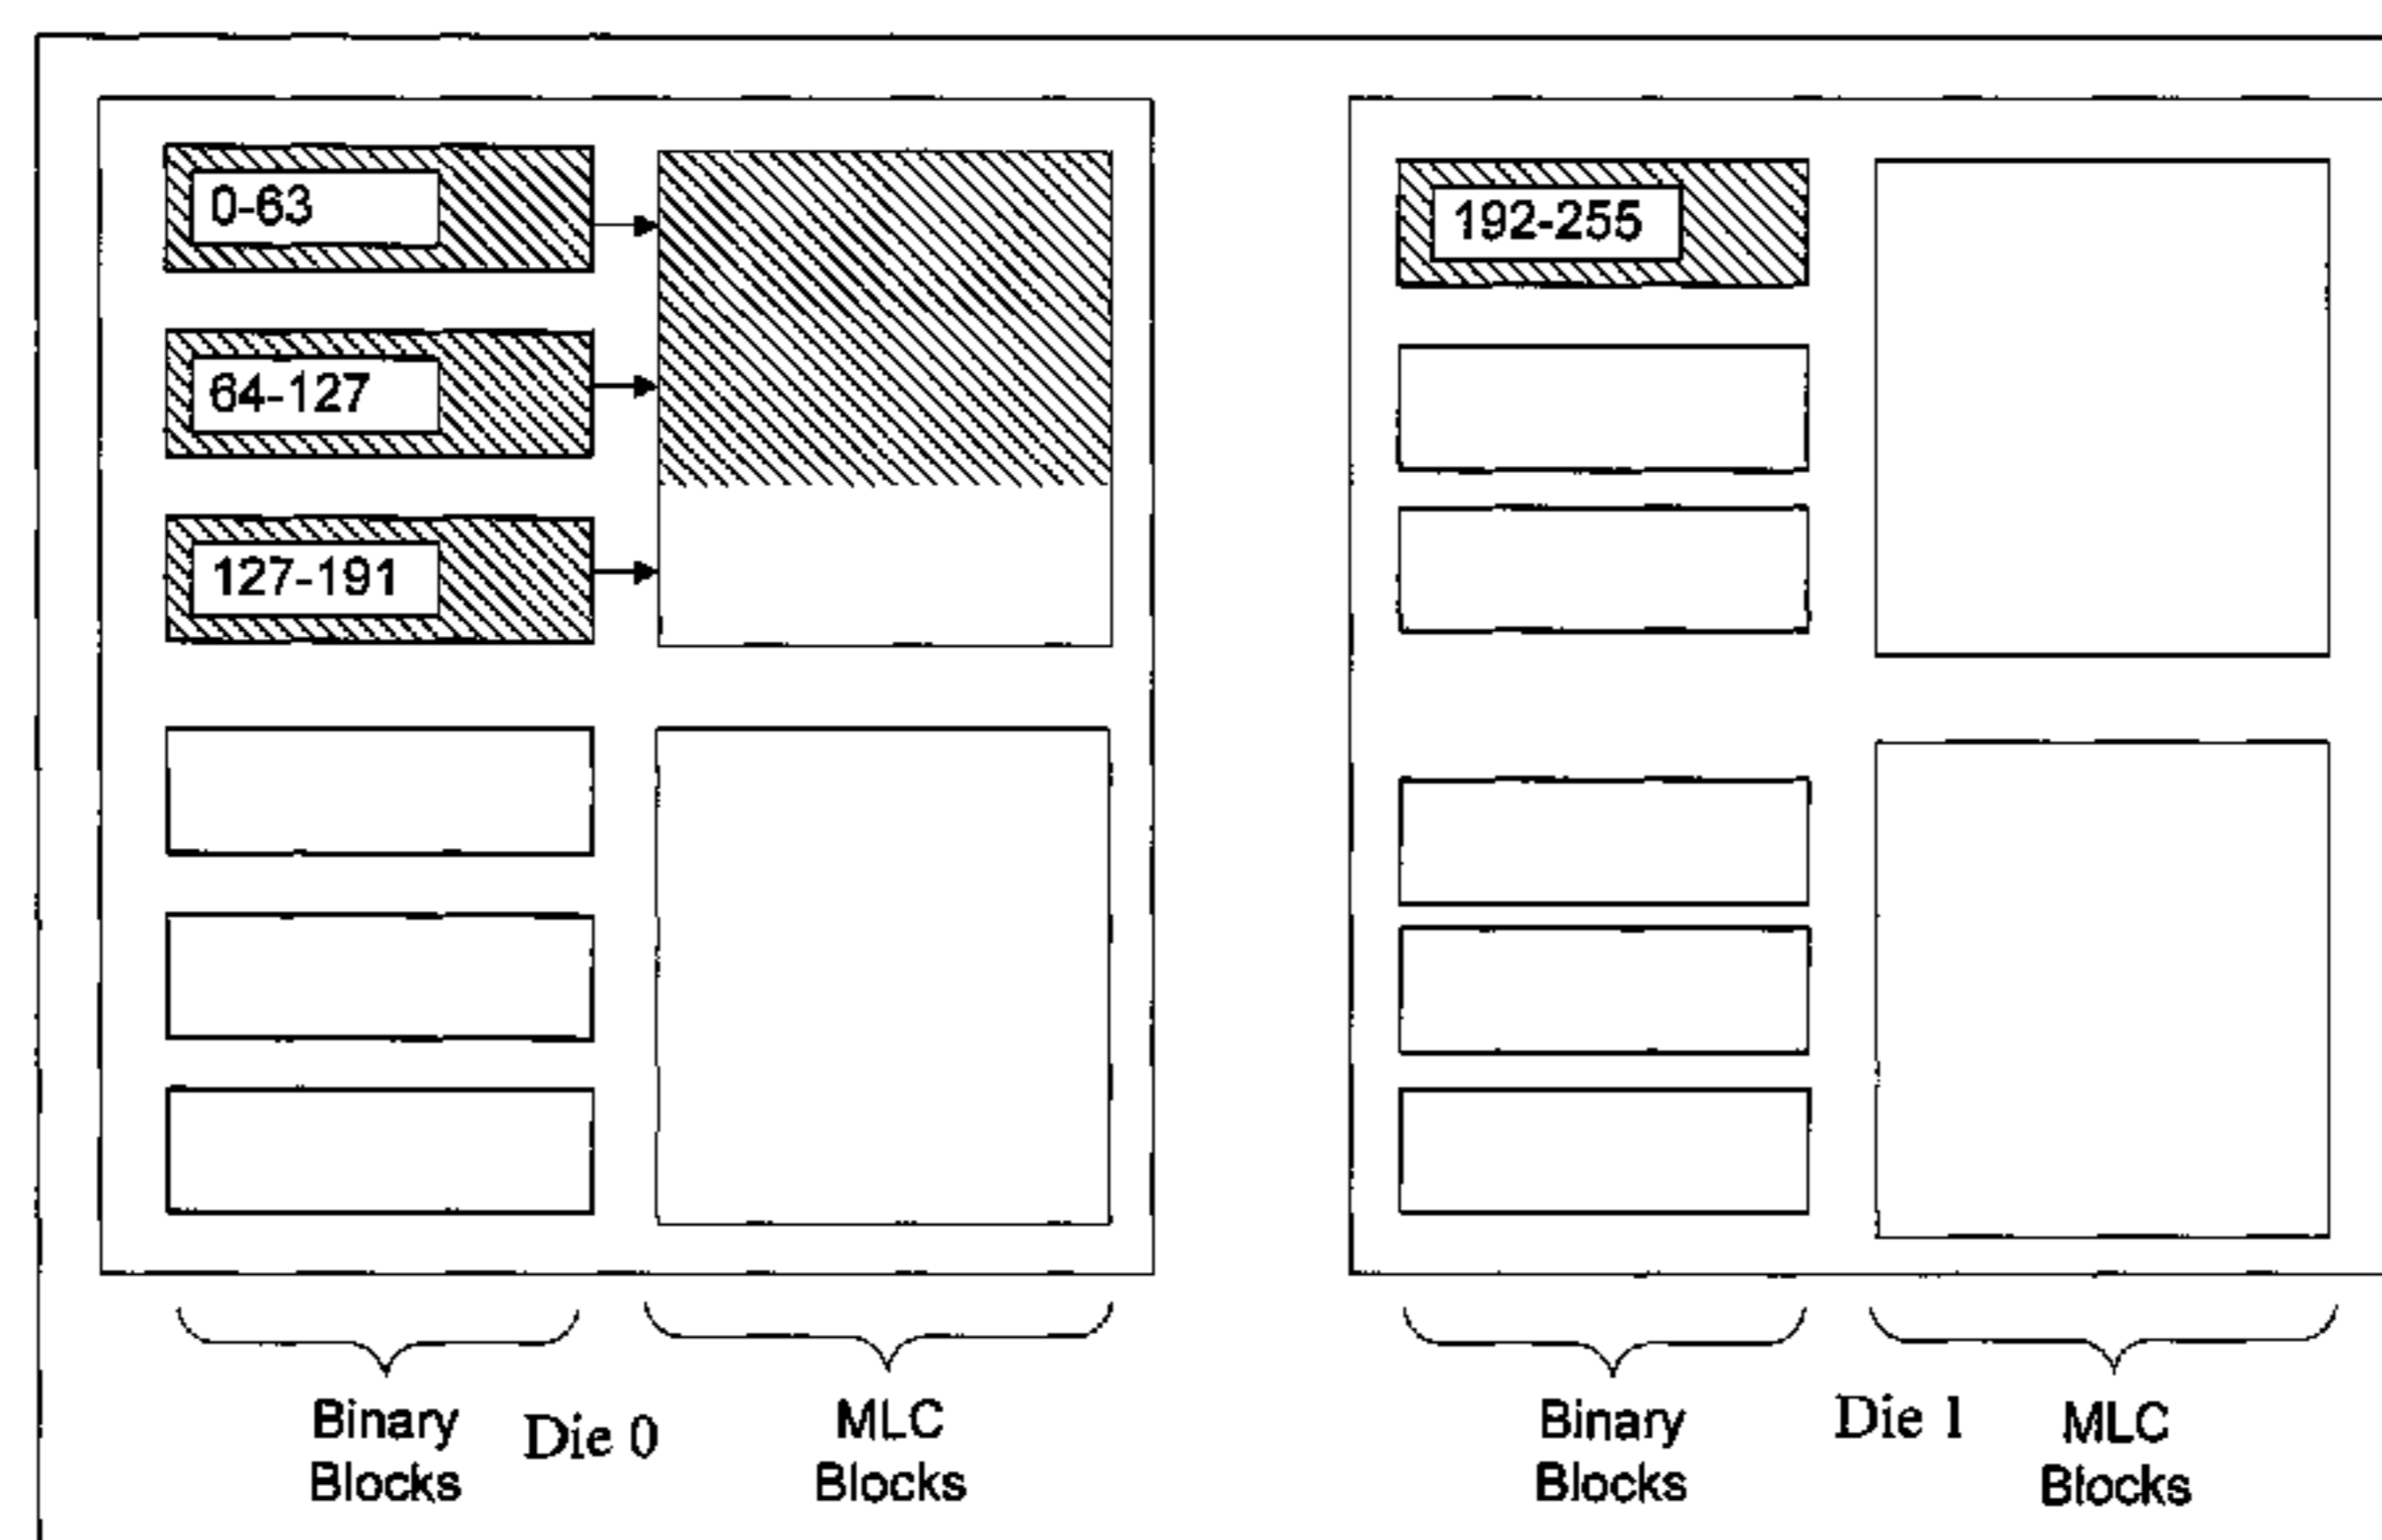 0-63
64-127
127-191
192-255
Binary
Blocks
Die 0
MLC
Blocks
Binary
Blocks
Die 1
MLC
Blocks